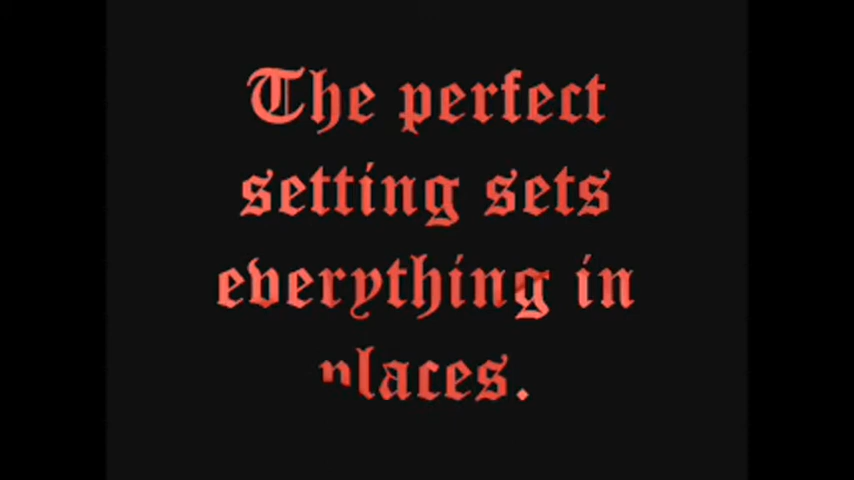 The perfect
setting sets
everything in
places.